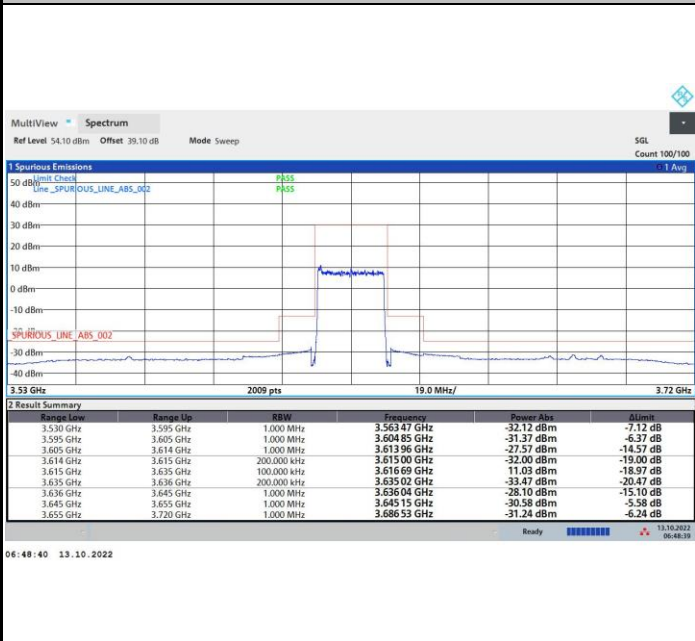 MultiView Spectrum
Ref Level 54.10 dBm Offset 39.10 dB Mode Sweep SGL
Count 100/100
1 Spurious Emissions 1 Avg
50 dBm Limit Check PASS
Line _SPURIOUS_LINE_ABS_002 PASS
40 dBm
30 dBm
20 dBm
10 dBm
0 dBm
-10 dBm
SPURIOUS_LINE_ABS_002
-30 dBm
-40 dBm
3.53 GHz 2009 pts 19.0 MHz/ 3.72 GHz
2 Result Summary
Range Low Range Up RBW Frequency Power Abs ΔLimit
3.530 GHz 3.595 GHz 1.000 MHz 3.563 47 GHz -32.12 dBm -7.12 dB
3.595 GHz 3.605 GHz 1.000 MHz 3.604 85 GHz -31.37 dBm -6.37 dB
3.605 GHz 3.614 GHz 1.000 MHz 3.613 96 GHz -27.57 dBm -14.57 dB
3.614 GHz 3.615 GHz 200.000 kHz 3.615 00 GHz -32.00 dBm -19.00 dB
3.615 GHz 3.635 GHz 100.000 kHz 3.616 69 GHz 11.03 dBm -18.97 dB
3.635 GHz 3.636 GHz 200.000 kHz 3.635 02 GHz -33.47 dBm -20.47 dB
3.636 GHz 3.645 GHz 1.000 MHz 3.636 04 GHz -28.10 dBm -15.10 dB
3.645 GHz 3.655 GHz 1.000 MHz 3.645 15 GHz -30.58 dBm -5.58 dB
3.655 GHz 3.720 GHz 1.000 MHz 3.686 53 GHz -31.24 dBm -6.24 dB
Ready 13.10.2022
06:48:39
06:48:40 13.10.2022